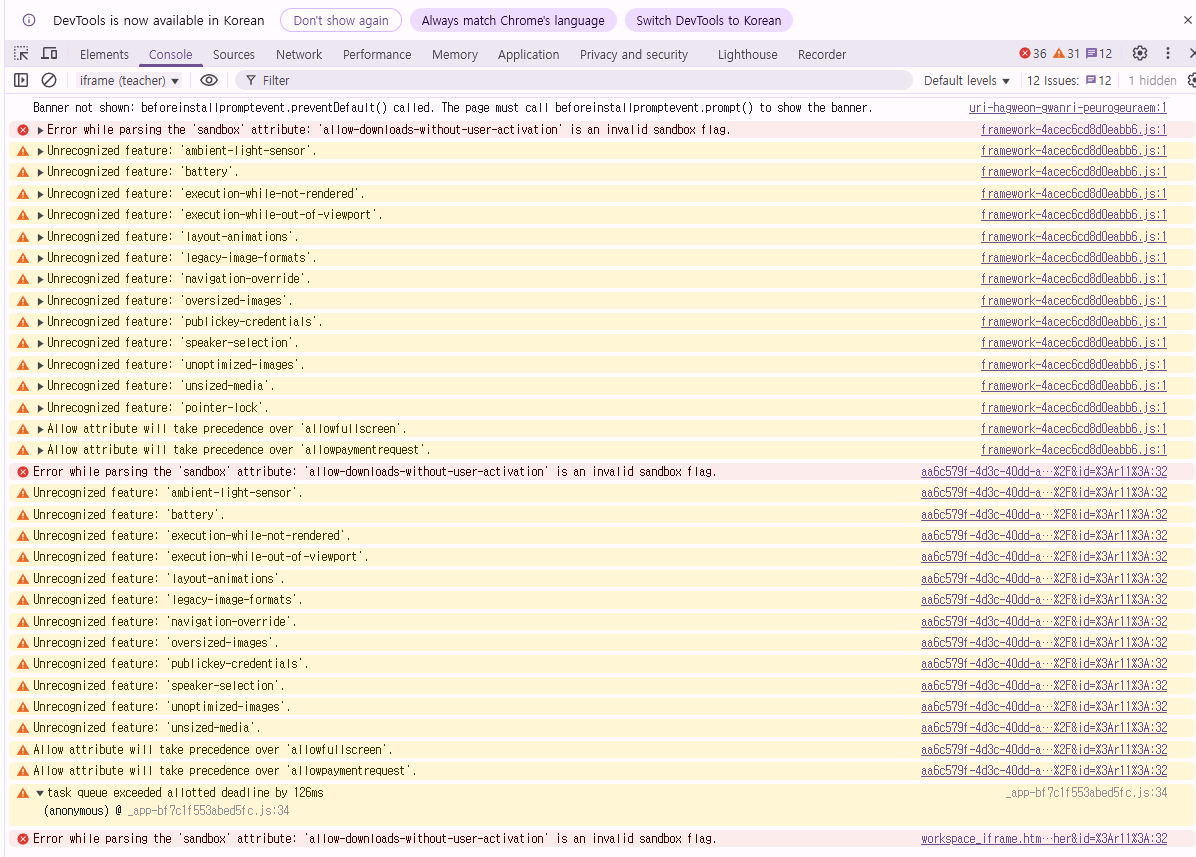 DevTools is now available in Korean Don't show again Always match Chrome's language Switch DevTools to Korean
Elements Console Sources Network Performance Memory Application Privacy and security Lighthouse Recorder 36 31 12
iframe (teacher) Filter Default levels 12 Issues: 12 1 hidden
Banner not shown: beforeinstallpromptevent.preventDefault() called. The page must call beforeinstallpromptevent.prompt() to show the banner. uri-hagweon-gwanri-peurogeuraem:1
Error while parsing the 'sandbox' attribute: 'allow-downloads-without-user-activation' is an invalid sandbox flag. framework-4acec6cd8d0eabb6.js:1
Unrecognized feature: 'ambient-light-sensor'. framework-4acec6cd8d0eabb6.js:1
Unrecognized feature: 'battery'. framework-4acec6cd8d0eabb6.js:1
Unrecognized feature: 'execution-while-not-rendered'. framework-4acec6cd8d0eabb6.js:1
Unrecognized feature: 'execution-while-out-of-viewport'. framework-4acec6cd8d0eabb6.js:1
Unrecognized feature: 'layout-animations'. framework-4acec6cd8d0eabb6.js:1
Unrecognized feature: 'legacy-image-formats'. framework-4acec6cd8d0eabb6.js:1
Unrecognized feature: 'navigation-override'. framework-4acec6cd8d0eabb6.js:1
Unrecognized feature: 'oversized-images'. framework-4acec6cd8d0eabb6.js:1
Unrecognized feature: 'publickey-credentials'. framework-4acec6cd8d0eabb6.js:1
Unrecognized feature: 'speaker-selection'. framework-4acec6cd8d0eabb6.js:1
Unrecognized feature: 'unoptimized-images'. framework-4acec6cd8d0eabb6.js:1
Unrecognized feature: 'unsized-media'. framework-4acec6cd8d0eabb6.js:1
Unrecognized feature: 'pointer-lock'. framework-4acec6cd8d0eabb6.js:1
Allow attribute will take precedence over 'allowfullscreen'. framework-4acec6cd8d0eabb6.js:1
Allow attribute will take precedence over 'allowpaymentrequest'. framework-4acec6cd8d0eabb6.js:1
Error while parsing the 'sandbox' attribute: 'allow-downloads-without-user-activation' is an invalid sandbox flag. aa6c579f-4d3c-40dd-a…%2F&id=%3Ar11%3A:32
Unrecognized feature: 'ambient-light-sensor'. aa6c579f-4d3c-40dd-a…%2F&id=%3Ar11%3A:32
Unrecognized feature: 'battery'. aa6c579f-4d3c-40dd-a…%2F&id=%3Ar11%3A:32
Unrecognized feature: 'execution-while-not-rendered'. aa6c579f-4d3c-40dd-a…%2F&id=%3Ar11%3A:32
Unrecognized feature: 'execution-while-out-of-viewport'. aa6c579f-4d3c-40dd-a…%2F&id=%3Ar11%3A:32
Unrecognized feature: 'layout-animations'. aa6c579f-4d3c-40dd-a…%2F&id=%3Ar11%3A:32
Unrecognized feature: 'legacy-image-formats'. aa6c579f-4d3c-40dd-a…%2F&id=%3Ar11%3A:32
Unrecognized feature: 'navigation-override'. aa6c579f-4d3c-40dd-a…%2F&id=%3Ar11%3A:32
Unrecognized feature: 'oversized-images'. aa6c579f-4d3c-40dd-a…%2F&id=%3Ar11%3A:32
Unrecognized feature: 'publickey-credentials'. aa6c579f-4d3c-40dd-a…%2F&id=%3Ar11%3A:32
Unrecognized feature: 'speaker-selection'. aa6c579f-4d3c-40dd-a…%2F&id=%3Ar11%3A:32
Unrecognized feature: 'unoptimized-images'. aa6c579f-4d3c-40dd-a…%2F&id=%3Ar11%3A:32
Unrecognized feature: 'unsized-media'. aa6c579f-4d3c-40dd-a…%2F&id=%3Ar11%3A:32
Allow attribute will take precedence over 'allowfullscreen'. aa6c579f-4d3c-40dd-a…%2F&id=%3Ar11%3A:32
Allow attribute will take precedence over 'allowpaymentrequest'. aa6c579f-4d3c-40dd-a…%2F&id=%3Ar11%3A:32
task queue exceeded allotted deadline by 126ms _app-bf7c1f553abed5fc.js:34
(anonymous) @ _app-bf7c1f553abed5fc.js:34
Error while parsing the 'sandbox' attribute: 'allow-downloads-without-user-activation' is an invalid sandbox flag. workspace_iframe.htm…her&id=%3Ar11%3A:32